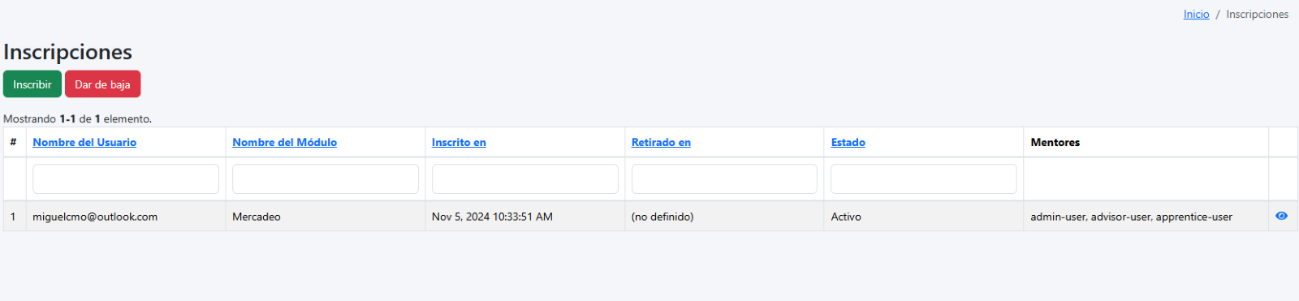 Inicio / Inscripciones
Inscripciones
Inscribir Dar de baja
Mostrando 1-1 de 1 elemento.
# Nombre del Usuario Nombre del Módulo Inscrito en Retirado en Estado Mentores
1 miguelcmo@outlook.com Mercadeo Nov 5, 2024 10:33:51 AM (no definido) Activo admin-user, advisor-user, apprentice-user